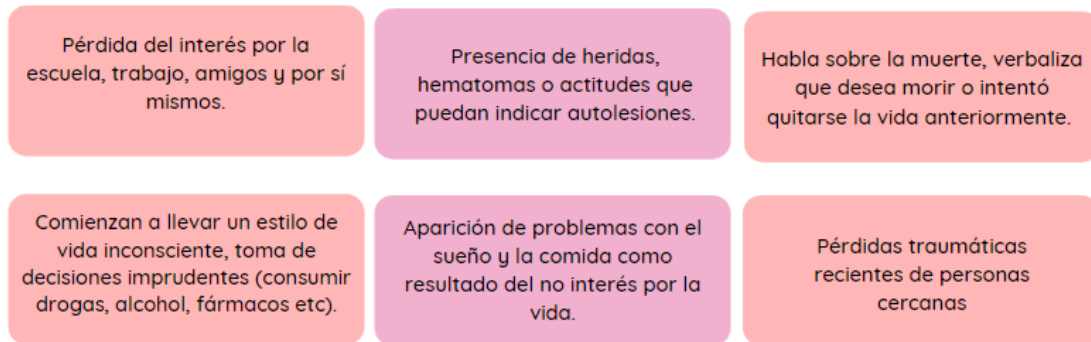 Pérdida del interés por la
escuela, trabajo, amigos y por sí
mismos.
Presencia de heridas,
hematomas o actitudes que
puedan indicar autolesiones.
Habla sobre la muerte, verbaliza
que desea morir o intentó
quitarse la vida anteriormente.
Comienzan a llevar un estilo de
vida inconsciente, toma de
decisiones imprudentes (consumir
drogas, alcohol, fármacos etc).
Aparición de problemas con el
sueño y la comida como
resultado del no interés por la
vida.
Pérdidas traumáticas
recientes de personas
cercanas